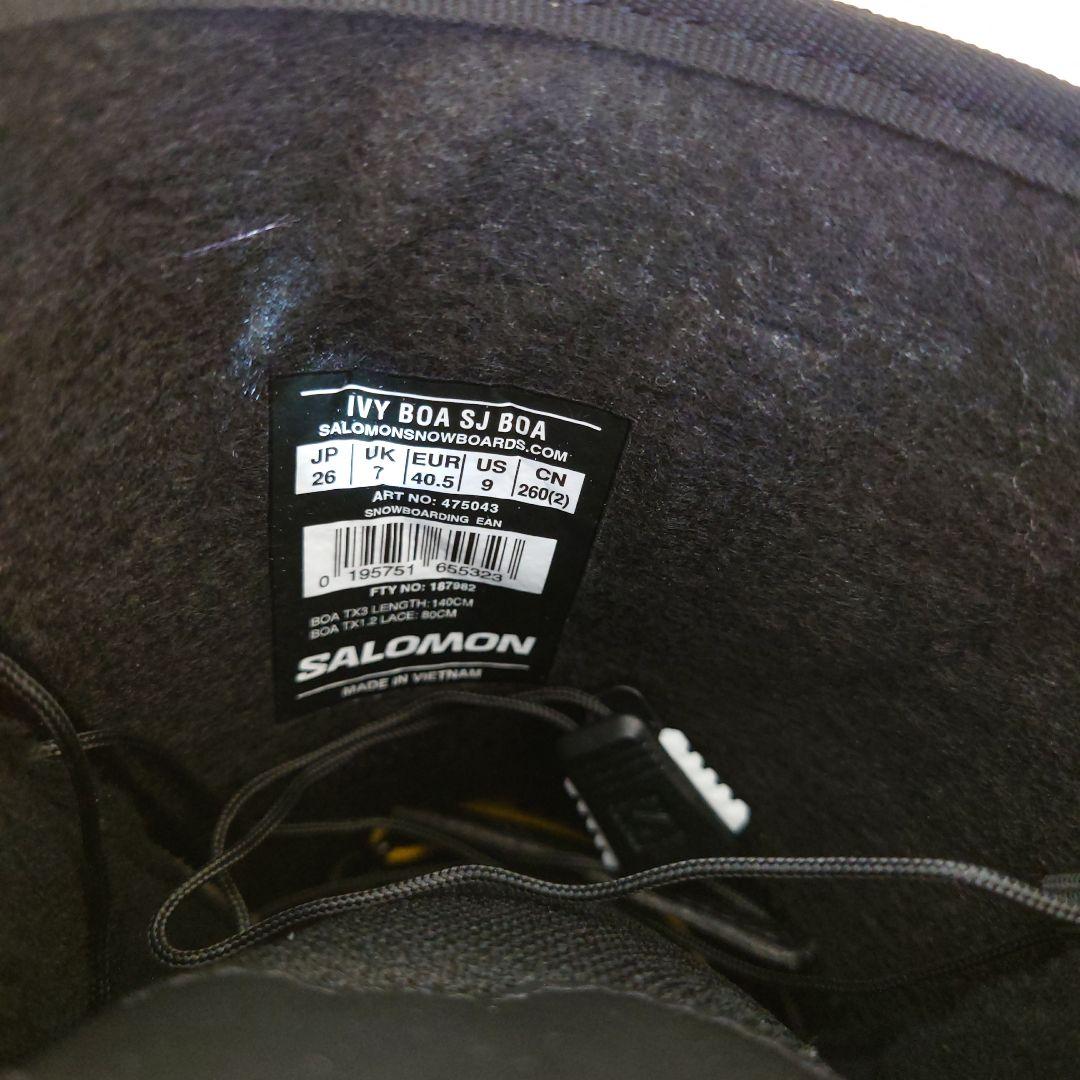 IVY BOA SJ BOA
SALOMONSNOWBOARDS.COM
JP UK EUR US CN
26 7 40.5 9 260(2)
ART NO: 475043
SNOWBOARDING EAN
0 195751 655323
FTY NO: 187982
BOA TX3 LENGTH: 140CM
BOA TX1.2 LACE: 80CM
SALOMON
MADE IN VIETNAM